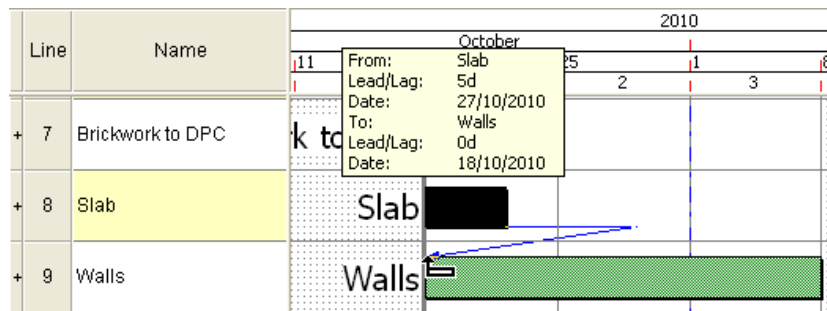 2010
Line Name
October
11 25 1 8
2 3
From: Slab
Lead/Lag: 5d
Date: 27/10/2010
To: Walls
Lead/Lag: 0d
Date: 18/10/2010
+ 7 Brickwork to DPC k to
+ 8 Slab Slab
+ 9 Walls Walls